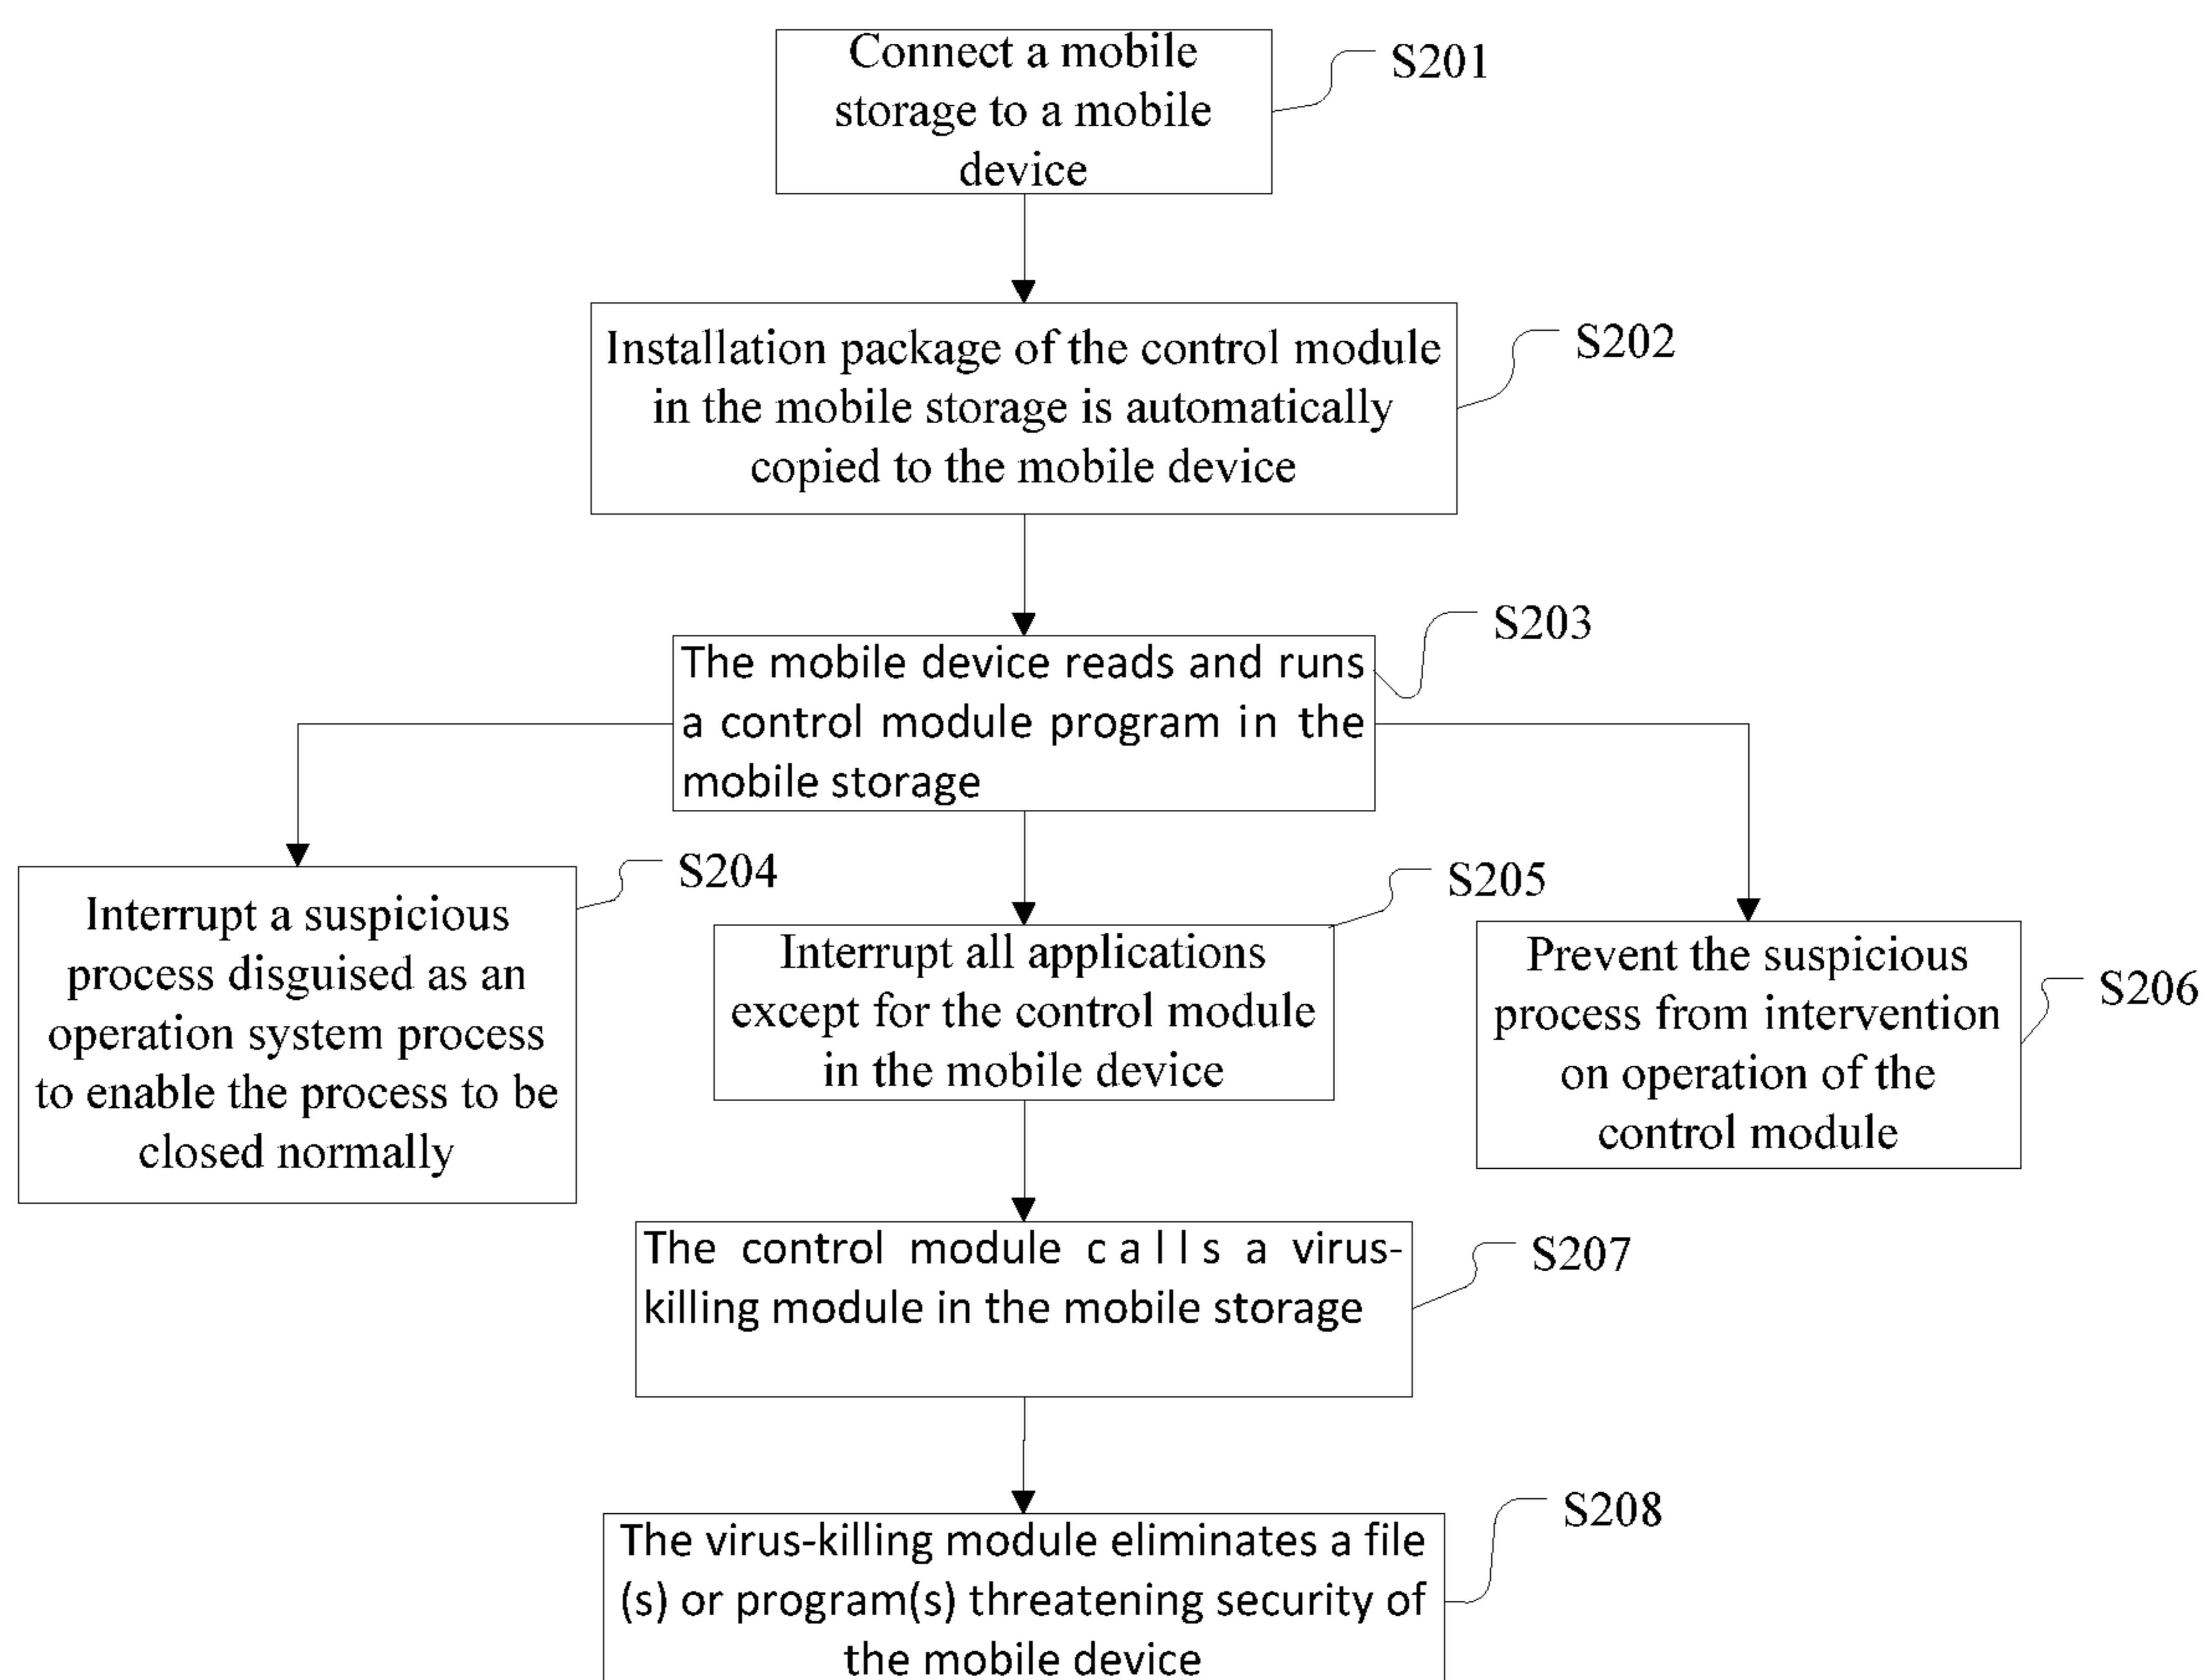 Connect a mobile
storage to a mobile
device
S201
Installation package of the control module
in the mobile storage is automatically
copied to the mobile device
S202
The mobile device reads and runs
a control module program in the
mobile storage
S203
Interrupt a suspicious
process disguised as an
operation system process
to enable the process to be
closed normally
S204
Interrupt all applications
except for the control module
in the mobile device
S205
Prevent the suspicious
process from intervention
on operation of the
control module
S206
The control module calls a virus-
killing module in the mobile storage
S207
The virus-killing module eliminates a file
(s) or program(s) threatening security of
the mobile device
S208